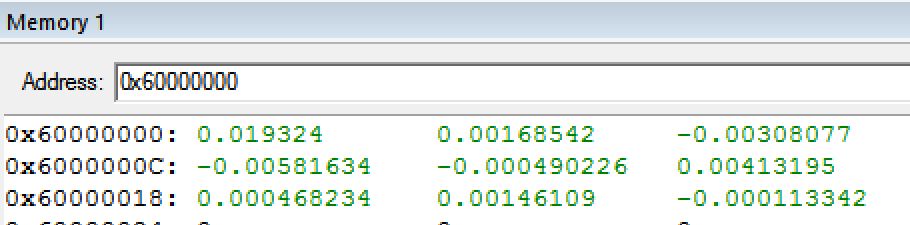 Memory 1
Address: 0x60000000
0x60000000: 0.019324 0.00168542 -0.00308077
0x6000000C: -0.00581634 -0.000490226 0.00413195
0x60000018: 0.000468234 0.00146109 -0.000113342